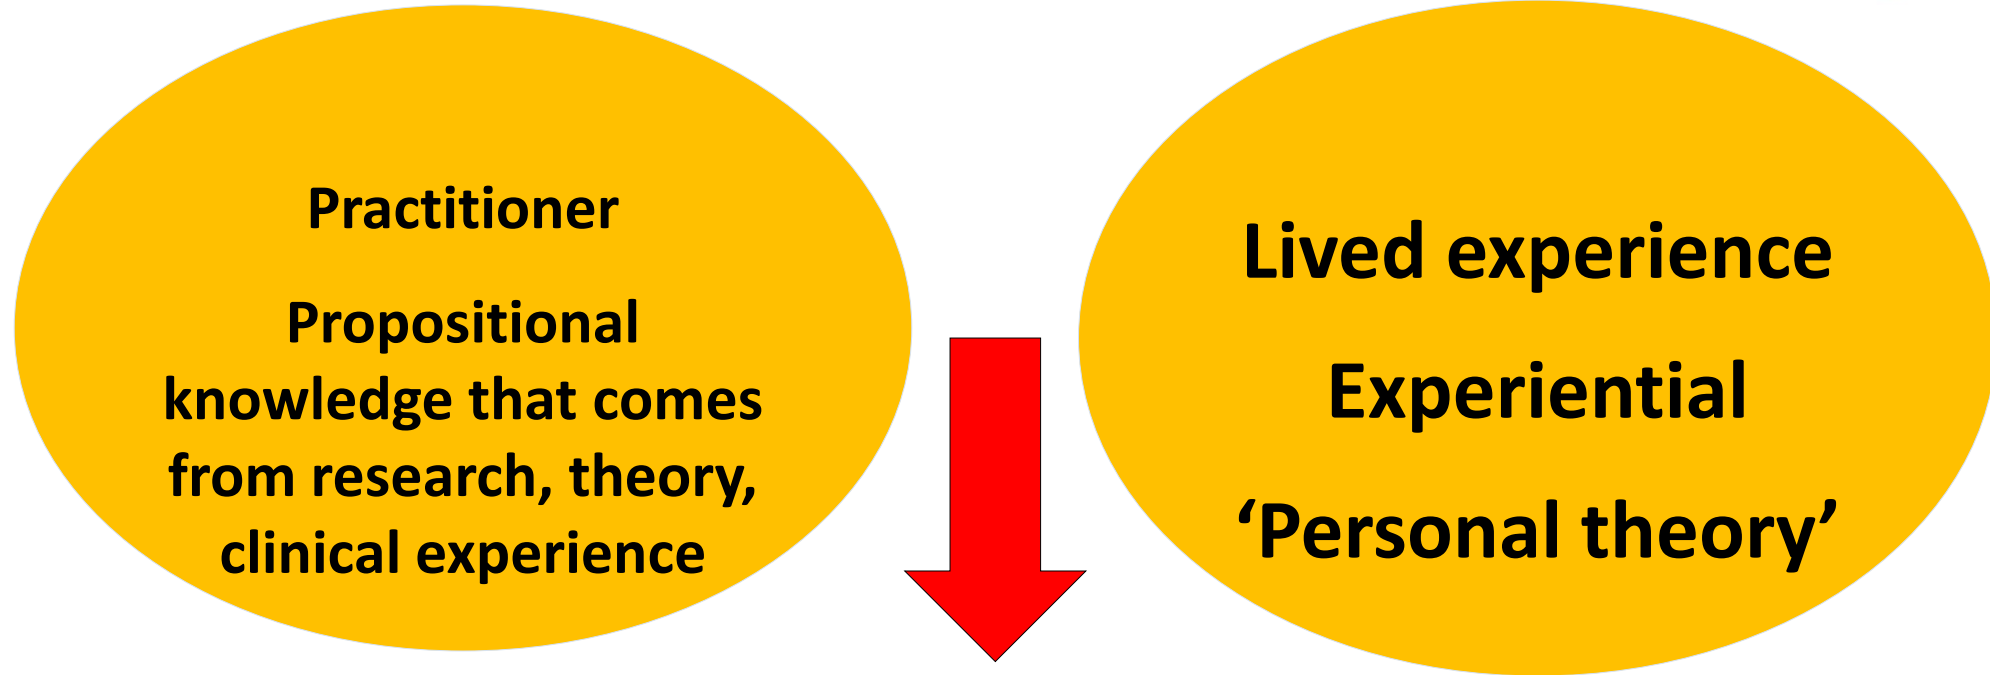 Practitioner
Propositional
knowledge that comes
from research, theory,
clinical experience
Lived experience
Experiential
‘Personal theory’